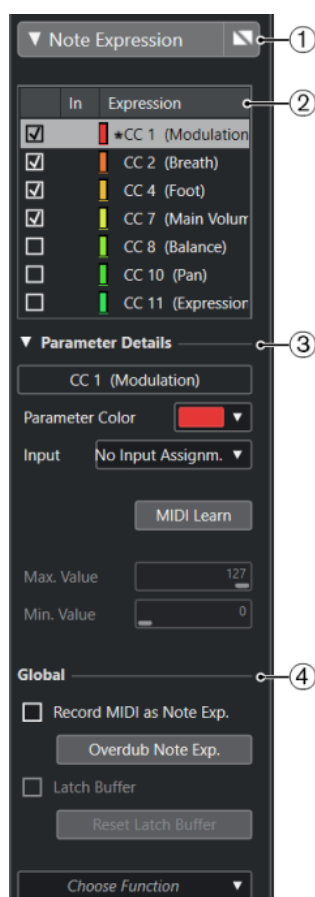 Note Expression ①
In Expression ②
★CC 1 (Modulation
CC 2 (Breath)
CC 4 (Foot)
CC 7 (Main Volum
CC 8 (Balance)
CC 10 (Pan)
CC 11 (Expression
Parameter Details ③
CC 1 (Modulation)
Parameter Color
Input No Input Assignm.
MIDI Learn
Max. Value 127
Min. Value 0
Global ④
Record MIDI as Note Exp.
Overdub Note Exp.
Latch Buffer
Reset Latch Buffer
Choose Function